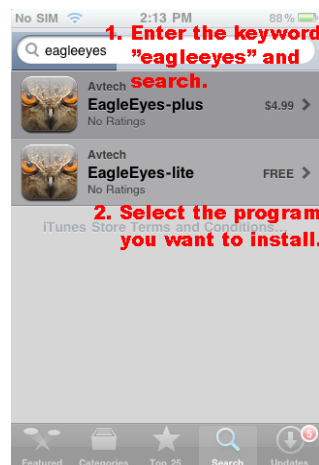 No SIM 2:13 PM 88%
1. Enter the keyword
eagleeyes
"eagleeyes" and
search.
Avtech
EagleEyes-plus $4.99
No Ratings
Avtech
EagleEyes-lite FREE
No Ratings
2. Select the program
iTunes Store Terms and Conditions...
you want to install.
5
Featured Categories Top 25 Search Updates